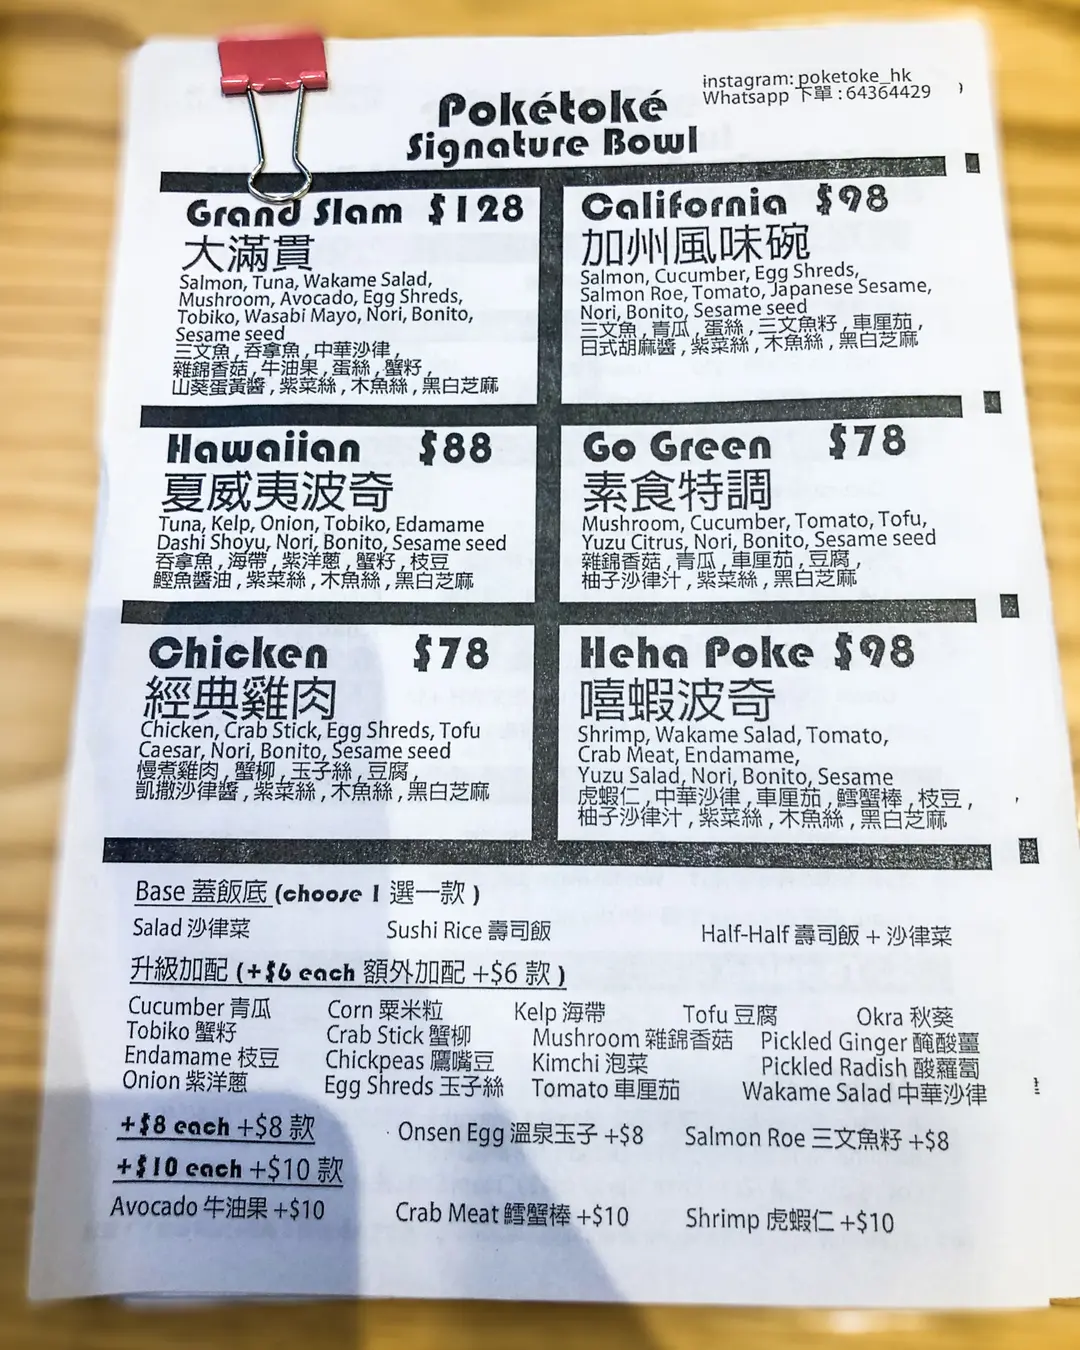 instagram: poketoke_hk
Whatsapp 下單 : 64364429
Pokétoké
Signature Bowl
Grand Slam $128
大滿貫
Salmon, Tuna, Wakame Salad,
Mushroom, Avocado, Egg Shreds,
Tobiko, Wasabi Mayo, Nori, Bonito,
Sesame seed
三文魚 , 吞拿魚 , 中華沙律 ,
雜錦香菇 , 牛油果 , 蛋絲 , 蟹籽 ,
山葵蛋黃醬 , 紫菜絲 , 木魚絲 , 黑白芝麻
California $98
加州風味碗
Salmon, Cucumber, Egg Shreds,
Salmon Roe, Tomato, Japanese Sesame,
Nori, Bonito, Sesame seed
三文魚 , 青瓜 , 蛋絲 , 三文魚籽 , 車厘茄 ,
日式胡麻醬 , 紫菜絲 , 木魚絲 , 黑白芝麻
Hawaiian $88
夏威夷波奇
Tuna, Kelp, Onion, Tobiko, Edamame
Dashi Shoyu, Nori, Bonito, Sesame seed
吞拿魚 , 海帶 , 紫洋蔥 , 蟹籽 , 枝豆
鰹魚醬油 , 紫菜絲 , 木魚絲 , 黑白芝麻
Go Green $78
素食特調
Mushroom, Cucumber, Tomato, Tofu,
Yuzu Citrus, Nori, Bonito, Sesame seed
雜錦香菇 , 青瓜 , 車厘茄 , 豆腐 ,
柚子沙律汁 , 紫菜絲 , 黑白芝麻
Chicken $78
經典雞肉
Chicken, Crab Stick, Egg Shreds, Tofu
Caesar, Nori, Bonito, Sesame seed
慢煮雞肉 , 蟹柳 , 玉子絲 , 豆腐 ,
凱撒沙律醬 , 紫菜絲 , 木魚絲 , 黑白芝麻
Heha Poke $98
嘻蝦波奇
Shrimp, Wakame Salad, Tomato,
Crab Meat, Endamame,
Yuzu Salad, Nori, Bonito, Sesame
虎蝦仁 , 中華沙律 , 車厘茄 , 鱈蟹棒 , 枝豆 ,
柚子沙律汁 , 紫菜絲 , 木魚絲 , 黑白芝麻
Base 蓋飯底 (choose 1 選一款 )
Salad 沙律菜 Sushi Rice 壽司飯 Half-Half 壽司飯 + 沙律菜
升級加配 (+$6 each 額外加配 +$6 款 )
Cucumber 青瓜 Corn 粟米粒 Kelp 海帶 Tofu 豆腐 Okra 秋葵
Tobiko 蟹籽 Crab Stick 蟹柳 Mushroom 雜錦香菇 Pickled Ginger 醃酸薑
Endamame 枝豆 Chickpeas 鷹嘴豆 Kimchi 泡菜 Pickled Radish 酸蘿蔔
Onion 紫洋蔥 Egg Shreds 玉子絲 Tomato 車厘茄 Wakame Salad 中華沙律
+$8 each +$8 款 Onsen Egg 溫泉玉子 +$8 Salmon Roe 三文魚籽 +$8
+$10 each +$10 款
Avocado 牛油果 +$10 Crab Meat 鱈蟹棒 +$10 Shrimp 虎蝦仁 +$10